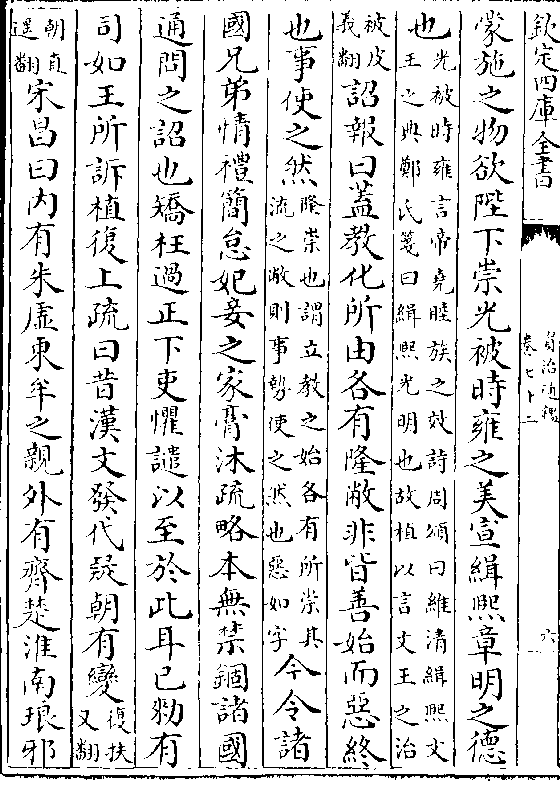 欽定四庫全書
資治通鑑
卷七十二
六
蒙施之物欲陛下崇光被時雍之美宣緝熙章明之德
也光被時雍言帝堯睦族之效詩周頌曰維清緝熙文
王之典鄭氏箋曰緝熙光明也故植以言文王之治
被皮
義翻詔報曰蓋教化所由各有隆敝非皆善始而惡終
也事使之然隆崇也謂立教之始各有所崇其
流之敝則事勢使之然也惡如字今令諸
國兄弟情禮簡怠妃妾之家膏沐疏略本無禁錮諸國
通問之詔也矯枉過正下吏懼譴以至於此耳已勑有
司如王所訴植復上疏曰昔漢文發代疑朝有變復扶
又翻
朝直
遥翻宋昌曰内有朱虚東牟之親外有齊楚淮南琅邪